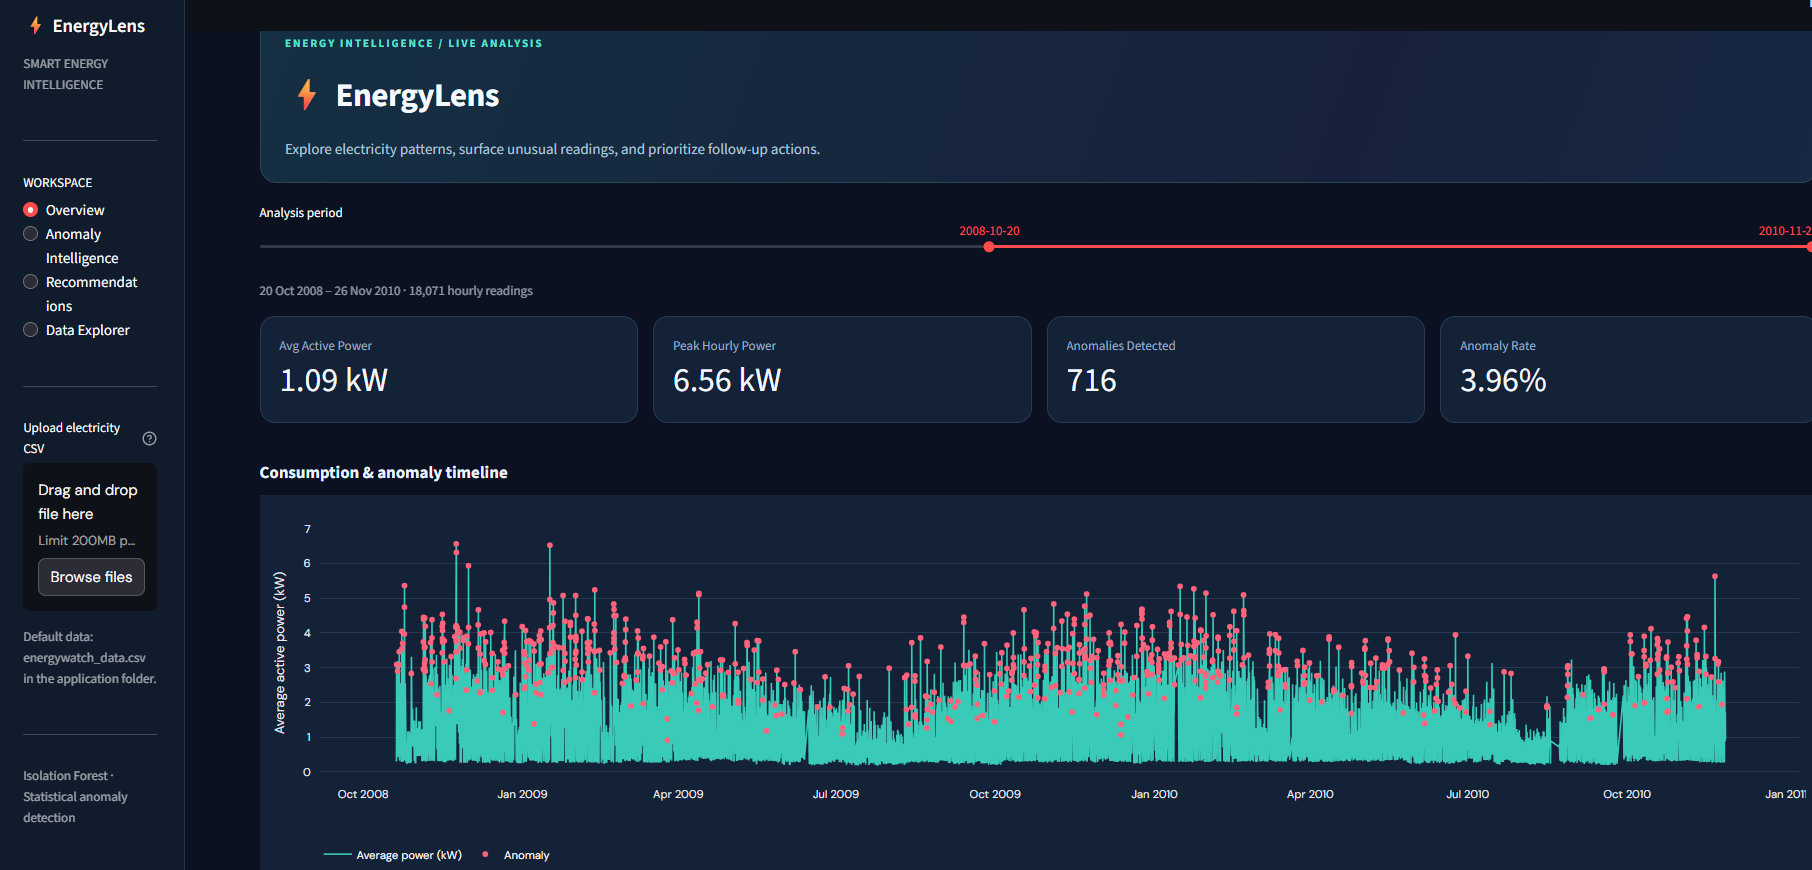 EnergyLens
SMART ENERGY
INTELLIGENCE
WORKSPACE
Overview
Anomaly
Intelligence
Recommendat
ions
Data Explorer
Upload electricity
CSV
Drag and drop
file here
Limit 200MB p...
Browse files
Default data:
energywatch_data.csv
in the application folder.
Isolation Forest ·
Statistical anomaly
detection
ENERGY INTELLIGENCE / LIVE ANALYSIS
EnergyLens
Explore electricity patterns, surface unusual readings, and prioritize follow-up actions.
Analysis period
2008-10-20 2010-11-2
20 Oct 2008 – 26 Nov 2010 · 18,071 hourly readings
Avg Active Power
1.09 kW
Peak Hourly Power
6.56 kW
Anomalies Detected
716
Anomaly Rate
3.96%
Consumption & anomaly timeline
Average active power (kW)
7
6
5
4
3
2
1
0
Oct 2008 Jan 2009 Apr 2009 Jul 2009 Oct 2009 Jan 2010 Apr 2010 Jul 2010 Oct 2010 Jan 2011
Average power (kW) Anomaly